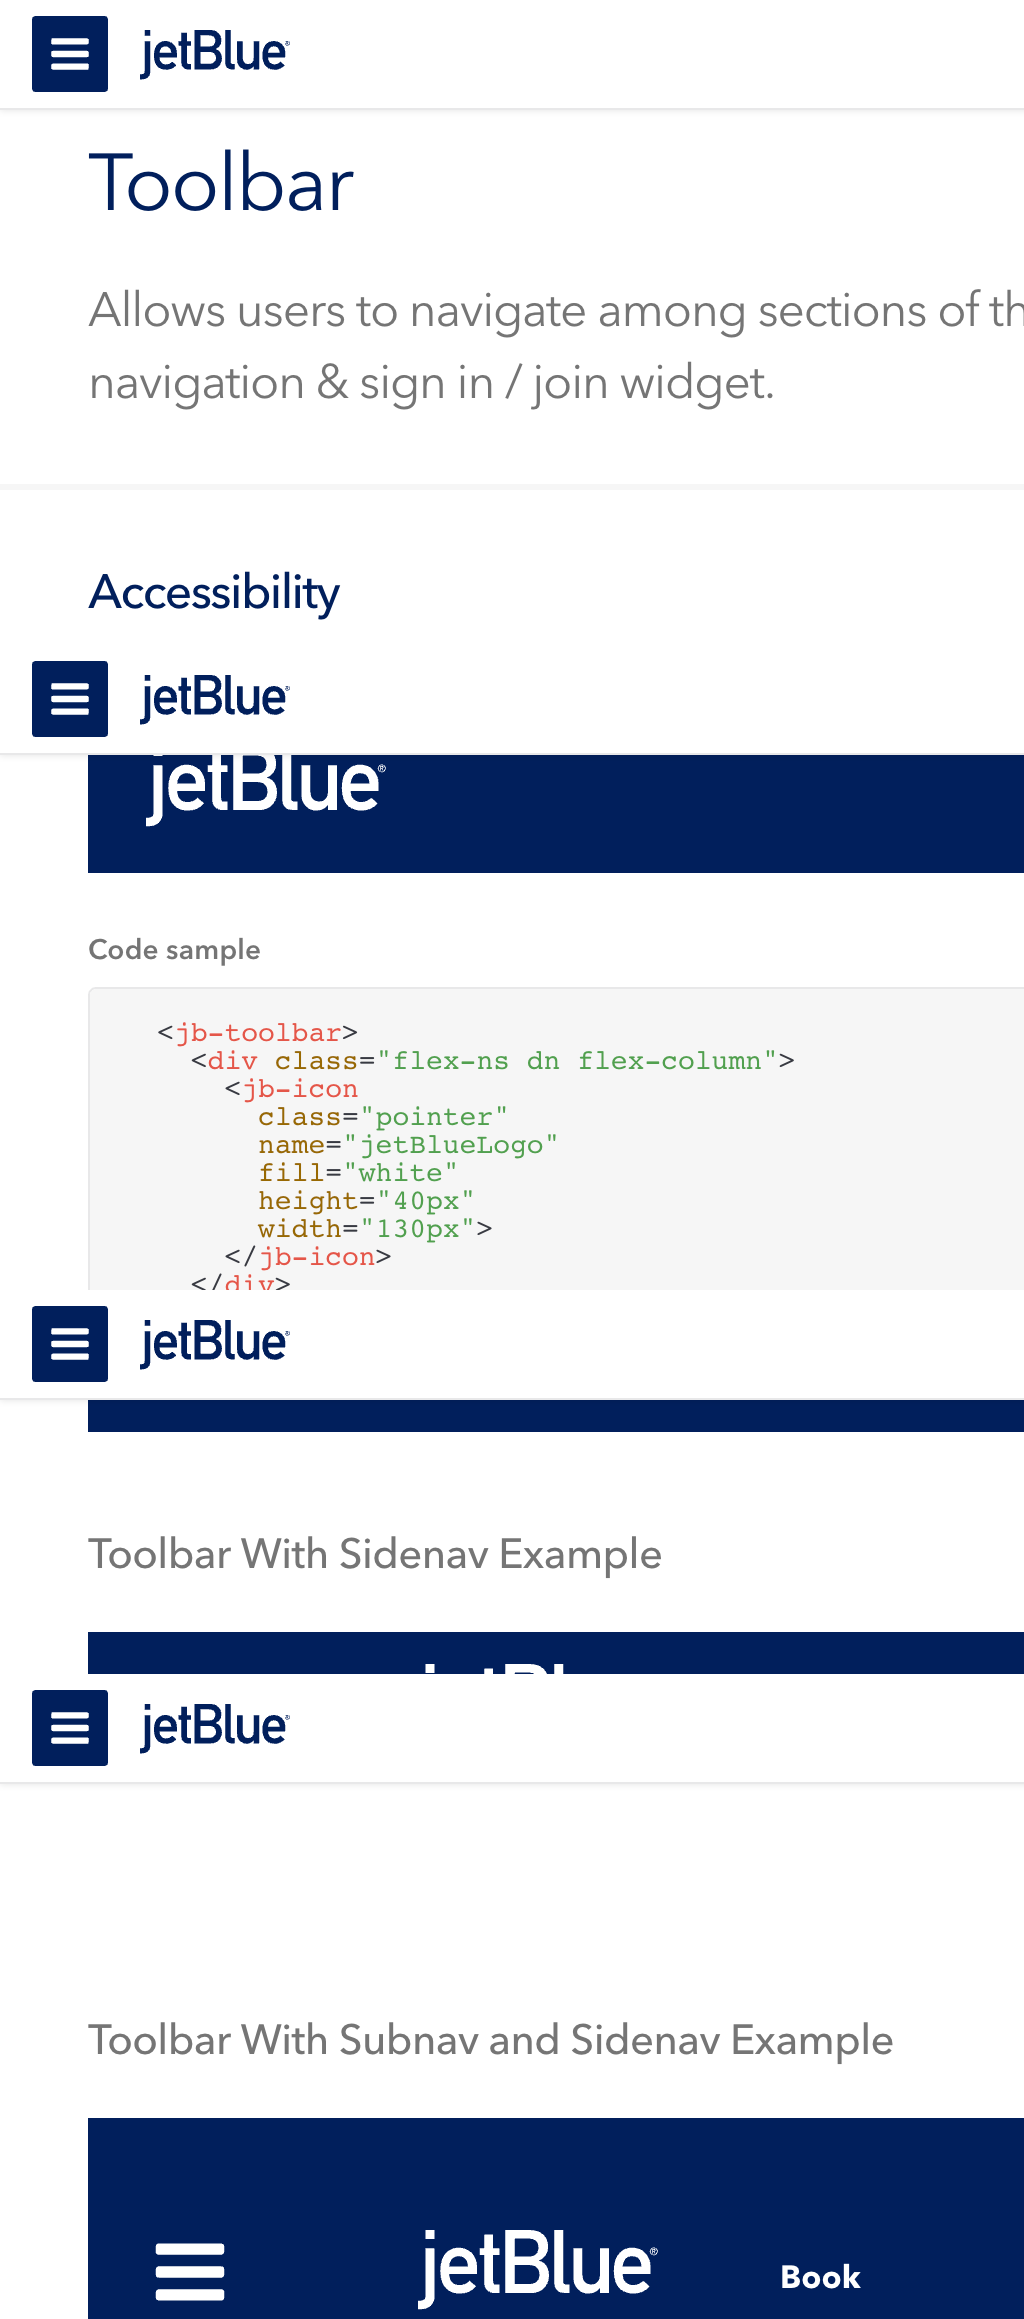 jetBlue®
Toolbar
Allows users to navigate among sections of
navigation & sign in / join widget.
Accessibility
jetBlue®
jetBlue®
Code sample
<jb-toolbar>
<div class="flex-ns dn flex-column">
<jb-icon
class="pointer"
name="jetBlueLogo"
fill="white"
height="40px"
width="130px">
</jb-icon>
</div>
jetBlue®
Toolbar With Sidenav Example
jetBlue®
Toolbar With Subnav and Sidenav Example
jetBlue®
Book